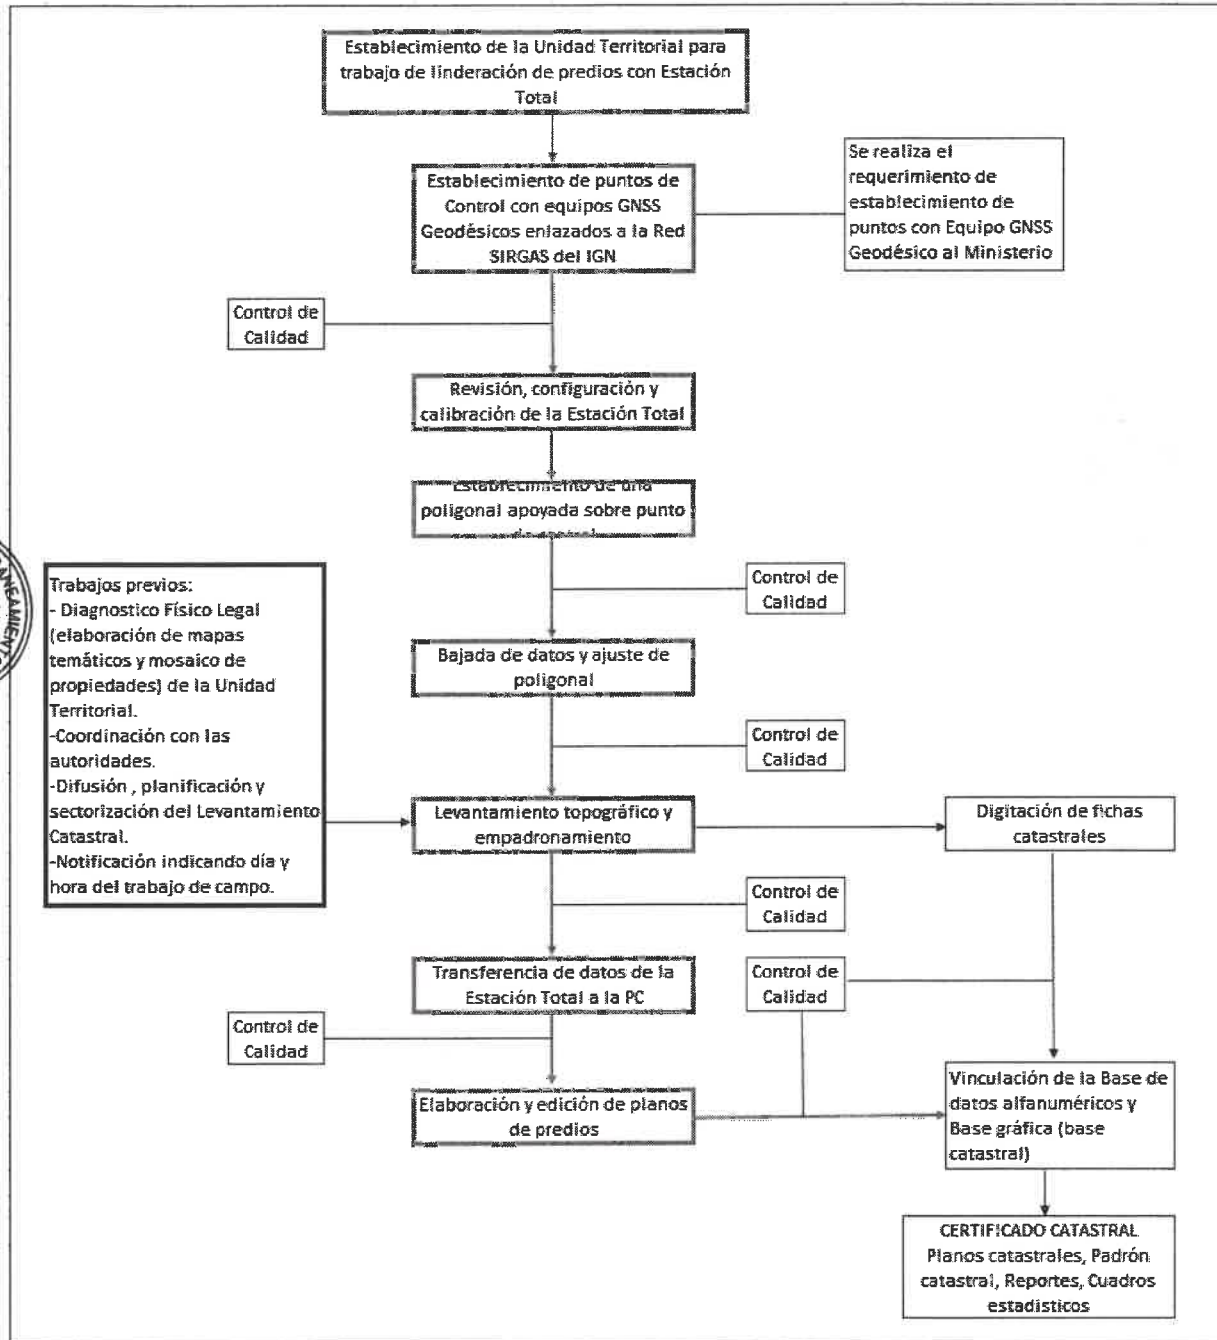 Establecimiento de la Unidad Territorial para
trabajo de linderación de predios con Estación
Total
Establecimiento de puntos de
Control con equipos GNSS
Geodésicos enlazados a la Red
SIRGAS del IGN
Se realiza el
requerimiento de
establecimiento de
puntos con Equipo GNSS
Geodésico al Ministerio
Control de
Calidad
Revisión, configuración y
calibración de la Estación Total
Establecimiento de una
poligonal apoyada sobre punto
de control
Control de
Calidad
Trabajos previos:
- Diagnostico Físico Legal
(elaboración de mapas
temáticos y mosaico de
propiedades) de la Unidad
Territorial.
-Coordinación con las
autoridades.
-Difusión , planificación y
sectorización del Levantamiento
Catastral.
-Notificación indicando día y
hora del trabajo de campo.
Bajada de datos y ajuste de
poligonal
Control de
Calidad
Levantamiento topográfico y
empadronamiento
Digitación de fichas
catastrales
Control de
Calidad
Transferencia de datos de la
Estación Total a la PC
Control de
Calidad
Control de
Calidad
Elaboración y edición de planos
de predios
Vinculación de la Base de
datos alfanuméricos y
Base gráfica (base
catastral)
CERTIFICADO CATASTRAL
Planos catastrales, Padrón
catastral, Reportes, Cuadros
estadísticos